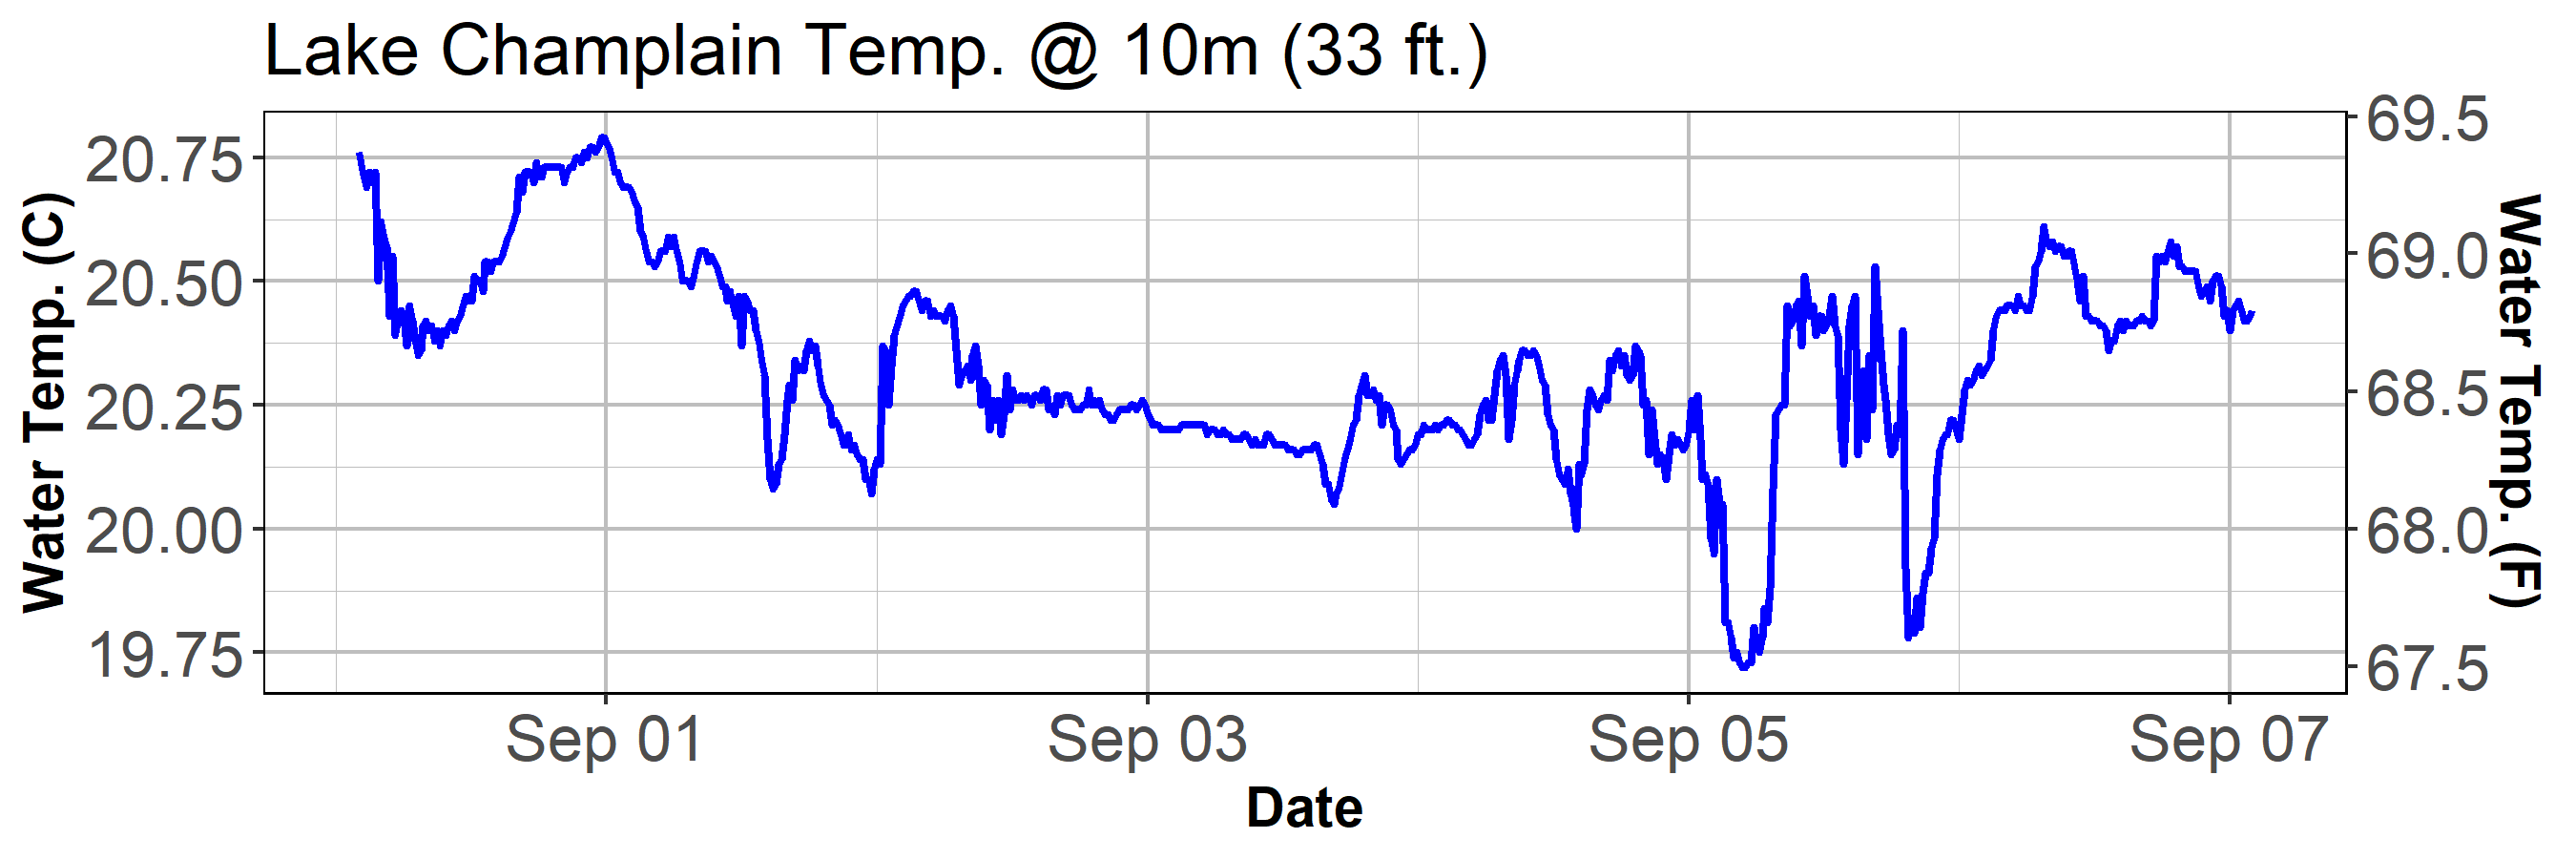 Lake Champlain Temp. @ 10m (33 ft.)
Water Temp. (C)
20.75
20.50
20.25
20.00
19.75
69.5
69.0
68.5
68.0
67.5
Water Temp. (F)
Sep 01 Sep 03 Sep 05 Sep 07
Date